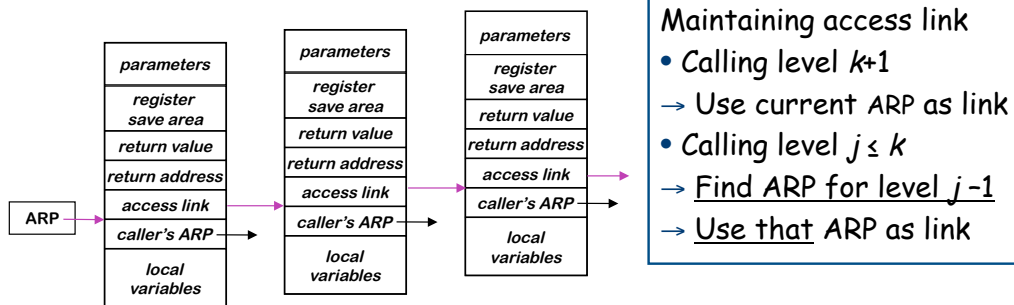 ARP
parameters
register
save area
return value
return address
access link
caller's ARP
local
variables
parameters
register
save area
return value
return address
access link
caller's ARP
local
variables
parameters
register
save area
return value
return address
access link
caller's ARP
local
variables
Maintaining access link
• Calling level k+1
→ Use current ARP as link
• Calling level j ≤ k
→ Find ARP for level j –1
→ Use that ARP as link